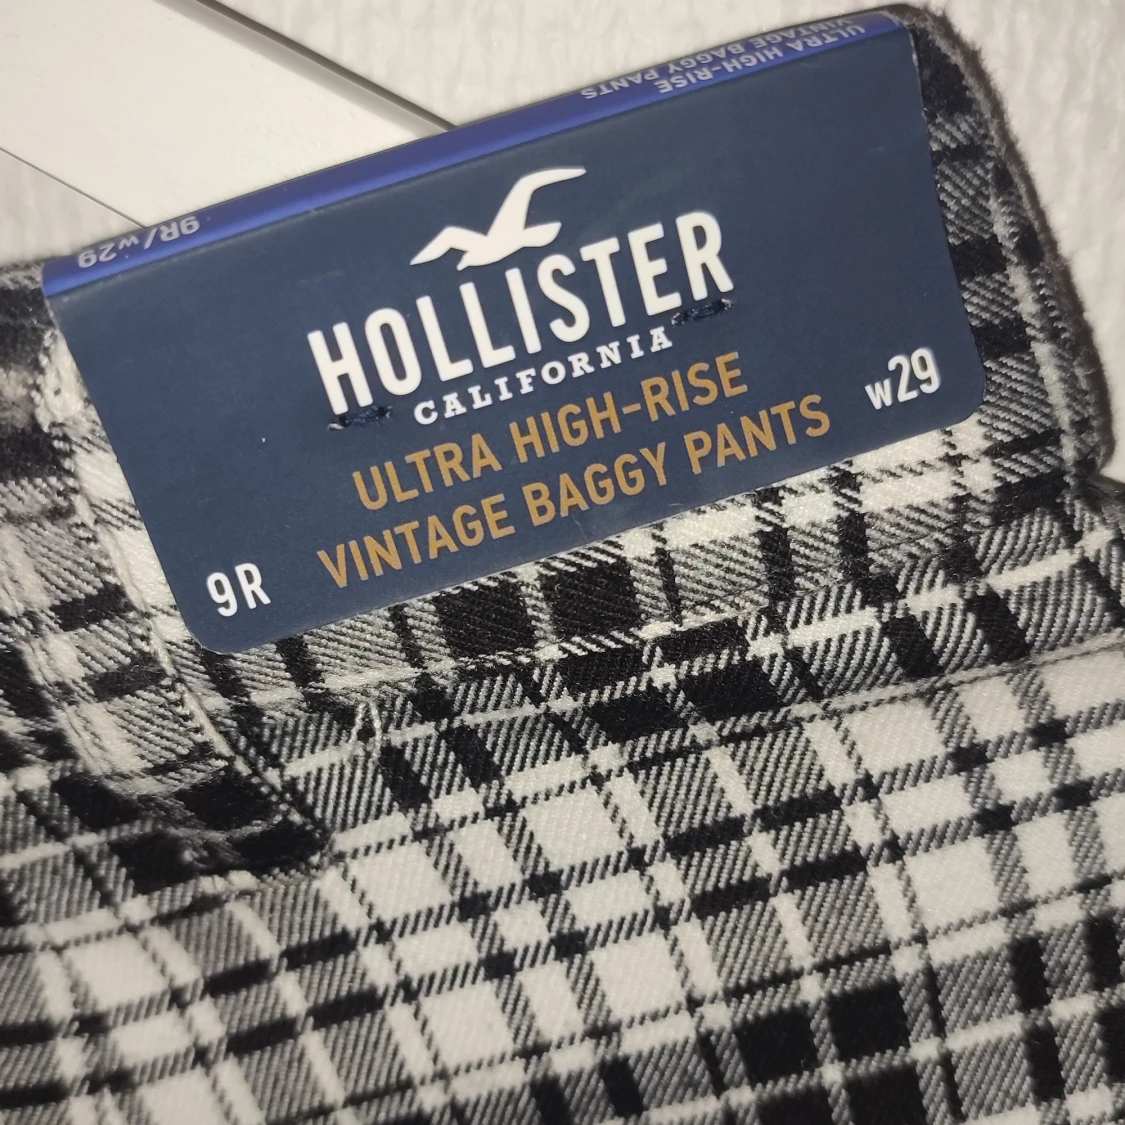 ULTRA HIGH-RISE
VINTAGE BAGGY PANTS
9R/w29
HOLLISTER
CALIFORNIA
ULTRA HIGH-RISE
VINTAGE BAGGY PANTS
9R
w29